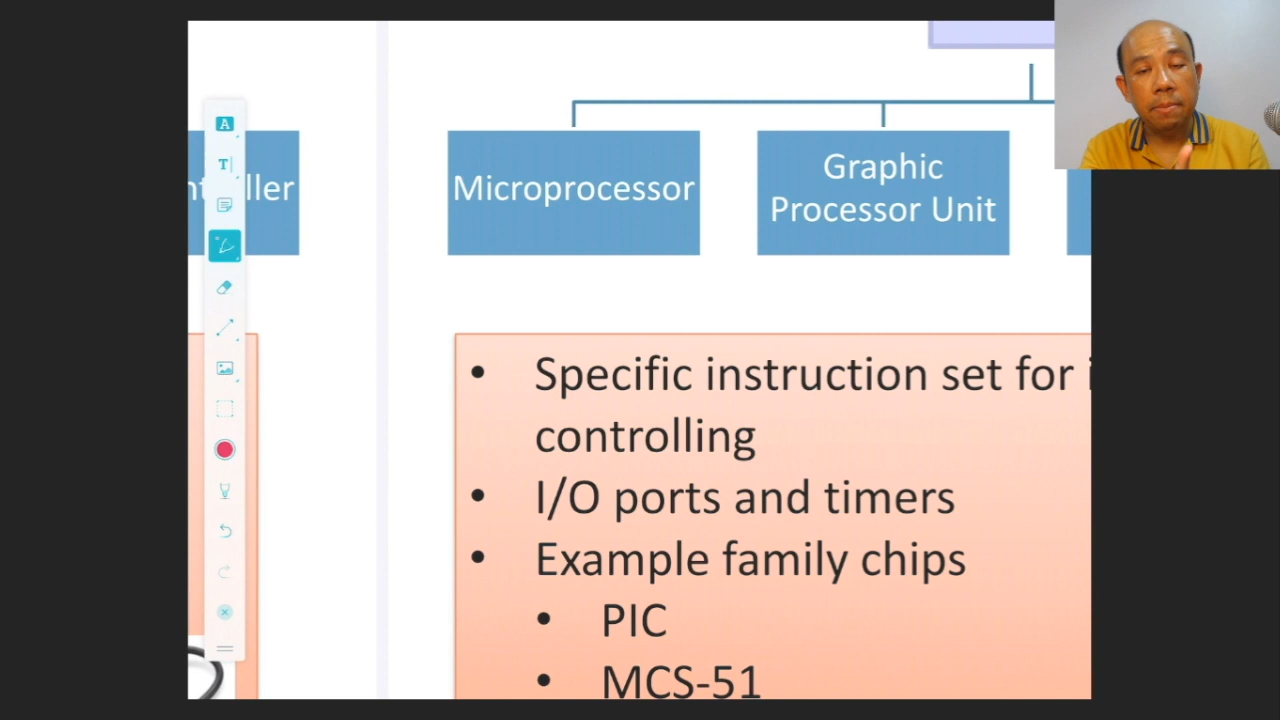 Microprocessor
Graphic
Processor Unit
Specific instruction set for
controlling
I/O ports and timers
Example family chips
PIC
MCS-51
A
T